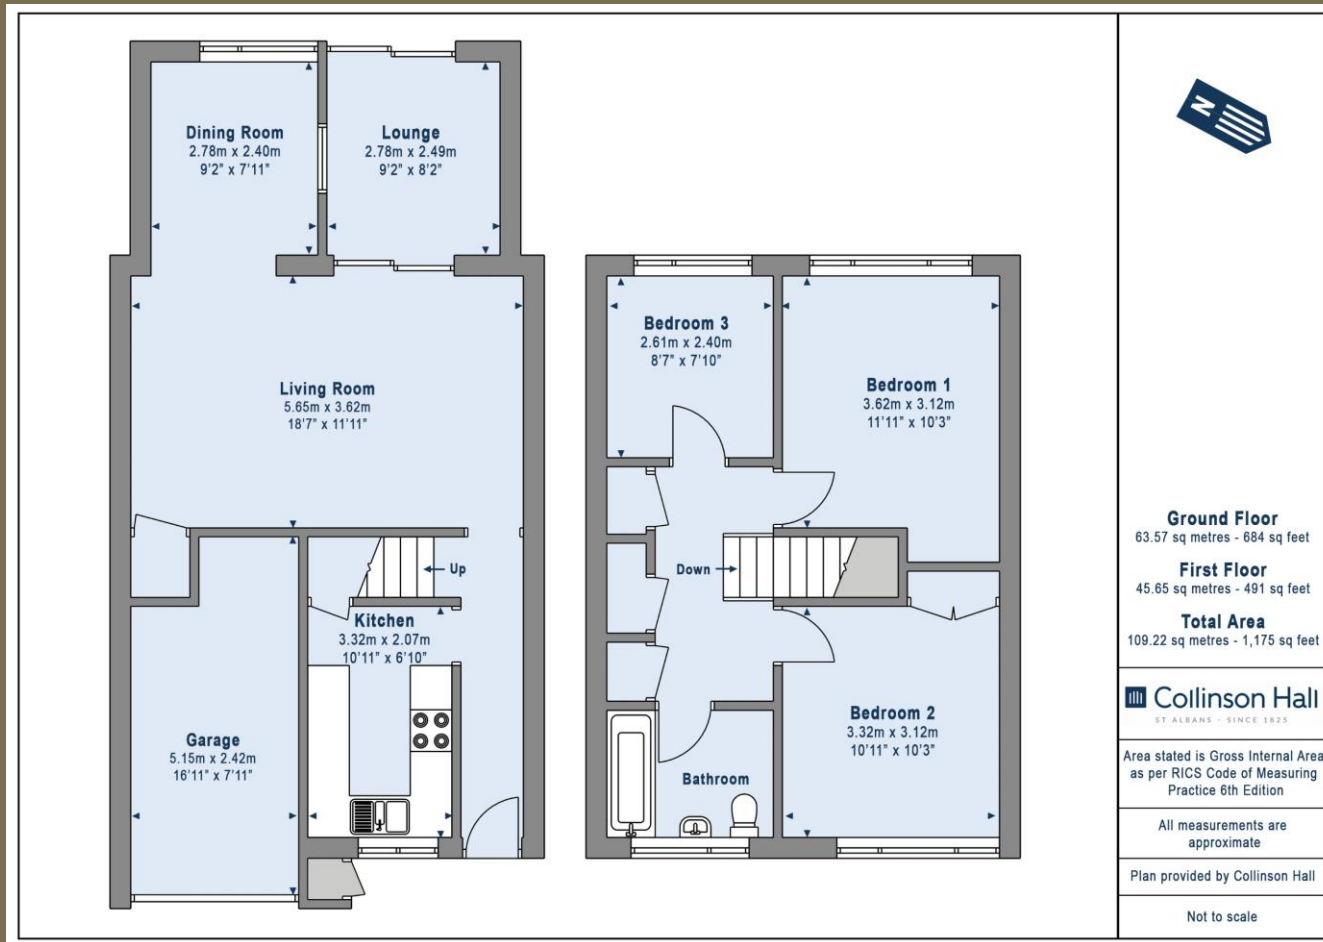 Dining Room
2.78m x 2.40m
9'2" x 7'11"
Lounge
2.78m x 2.49m
9'2" x 8'2"
Living Room
5.65m x 3.62m
18'7" x 11'11"
Up
Kitchen
3.32m x 2.07m
10'11" x 6'10"
Garage
5.15m x 2.42m
16'11" x 7'11"
Bedroom 3
2.61m x 2.40m
8'7" x 7'10"
Bedroom 1
3.62m x 3.12m
11'11" x 10'3"
Down
Bedroom 2
3.32m x 3.12m
10'11" x 10'3"
Bathroom
N
Ground Floor
63.57 sq metres - 684 sq feet
First Floor
45.65 sq metres - 491 sq feet
Total Area
109.22 sq metres - 1,175 sq feet
Collinson Hall
ST ALBANS - SINCE 1825
Area stated is Gross Internal Area
as per RICS Code of Measuring
Practice 6th Edition
All measurements are
approximate
Plan provided by Collinson Hall
Not to scale